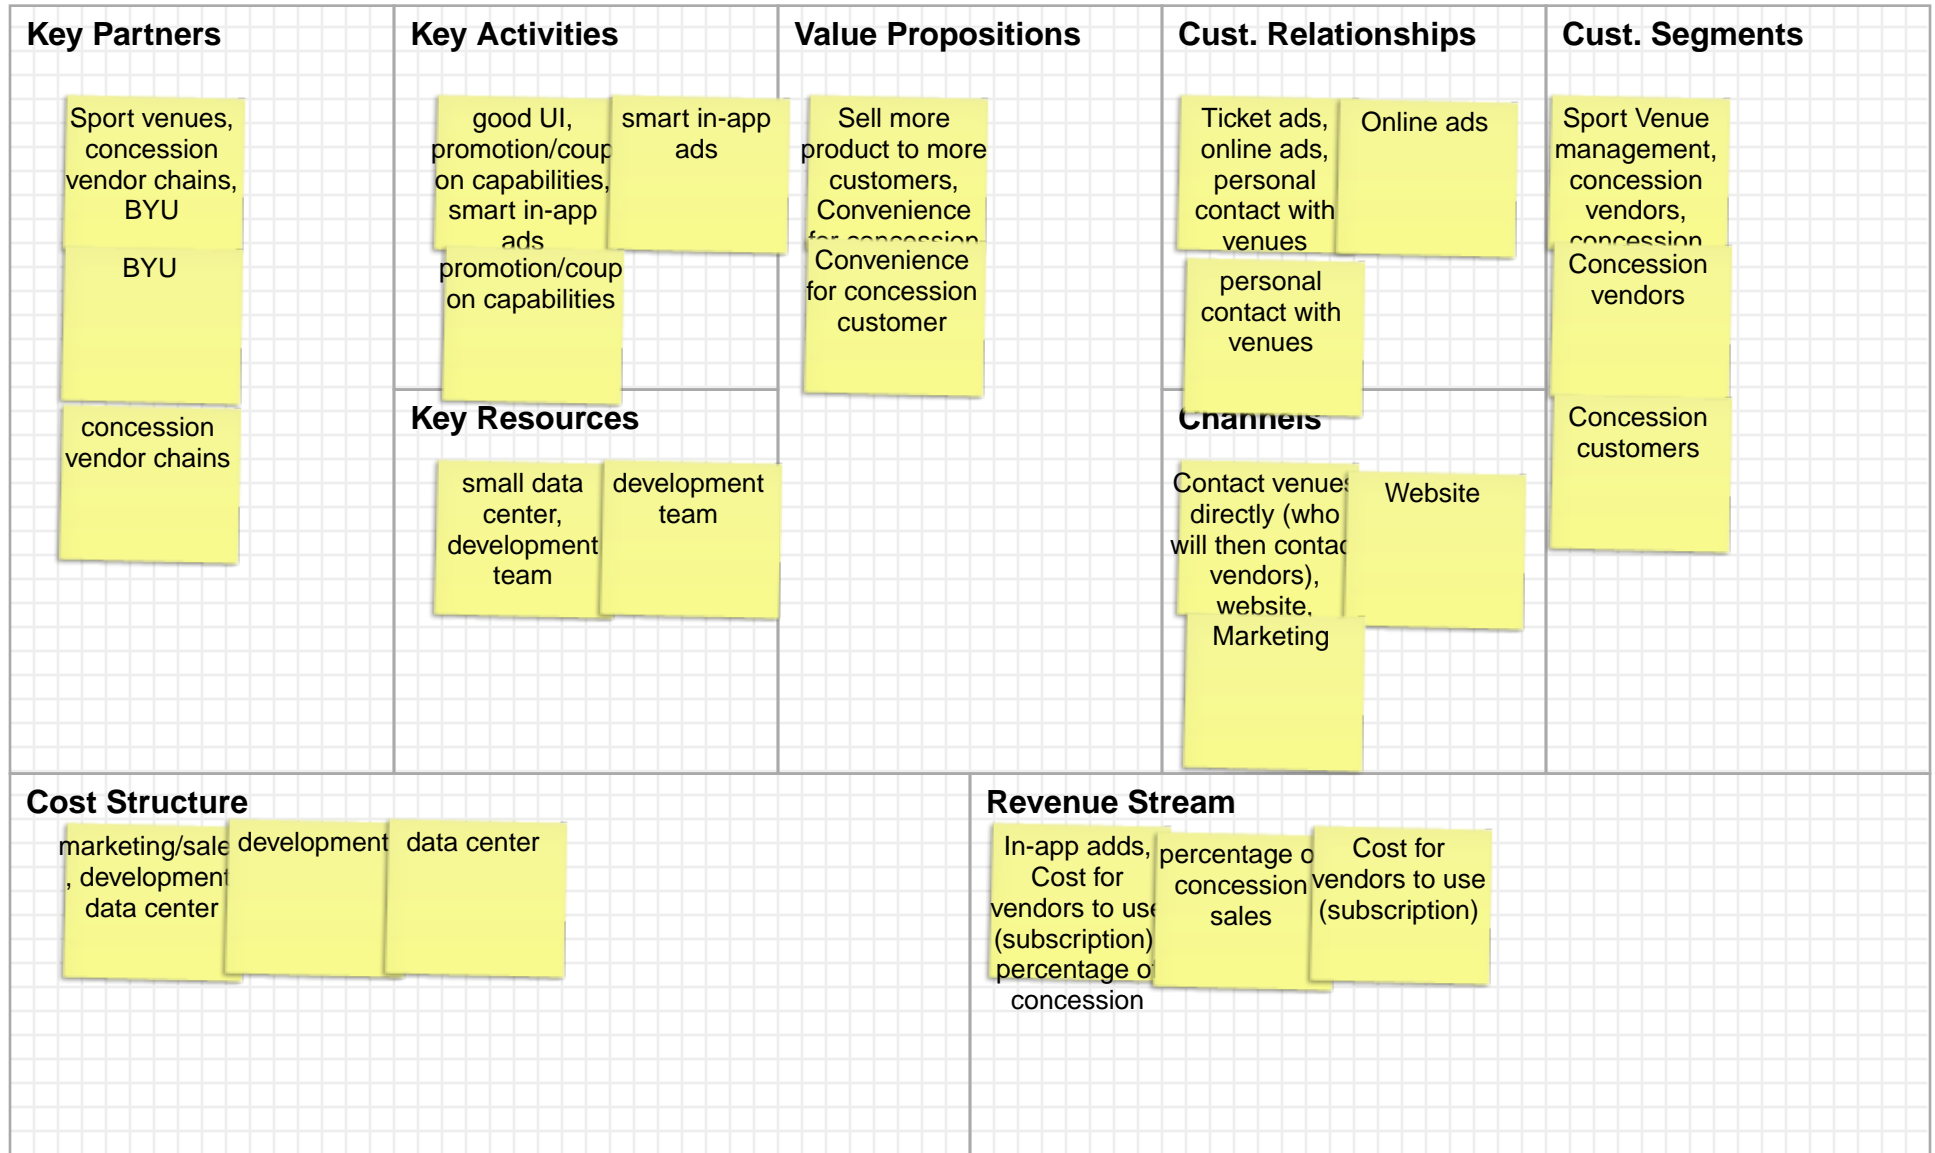 Key Partners
Sport venues,
concession
vendor chains,
BYU
BYU
concession
vendor chains
Key Activities
good UI,
promotion/coup
on capabilities,
smart in-app
ads
smart in-app
ads
promotion/coup
on capabilities
Key Resources
small data
center,
development
team
development
team
Value Propositions
Sell more
product to more
customers,
Convenience
for concession
Convenience
for concession
customer
Cust. Relationships
Ticket ads,
online ads,
personal
contact with
venues
Online ads
personal
contact with
venues
Channels
Contact venues
directly (who
will then contac
vendors),
website,
Website
Marketing
Cust. Segments
Sport Venue
management,
concession
vendors,
concession
Concession
vendors
Concession
customers
Cost Structure
marketing/sale
, development
data center
development
data center
Revenue Stream
In-app adds,
Cost for
vendors to use
(subscription)
percentage of
concession
percentage o
concession
sales
Cost for
vendors to use
(subscription)